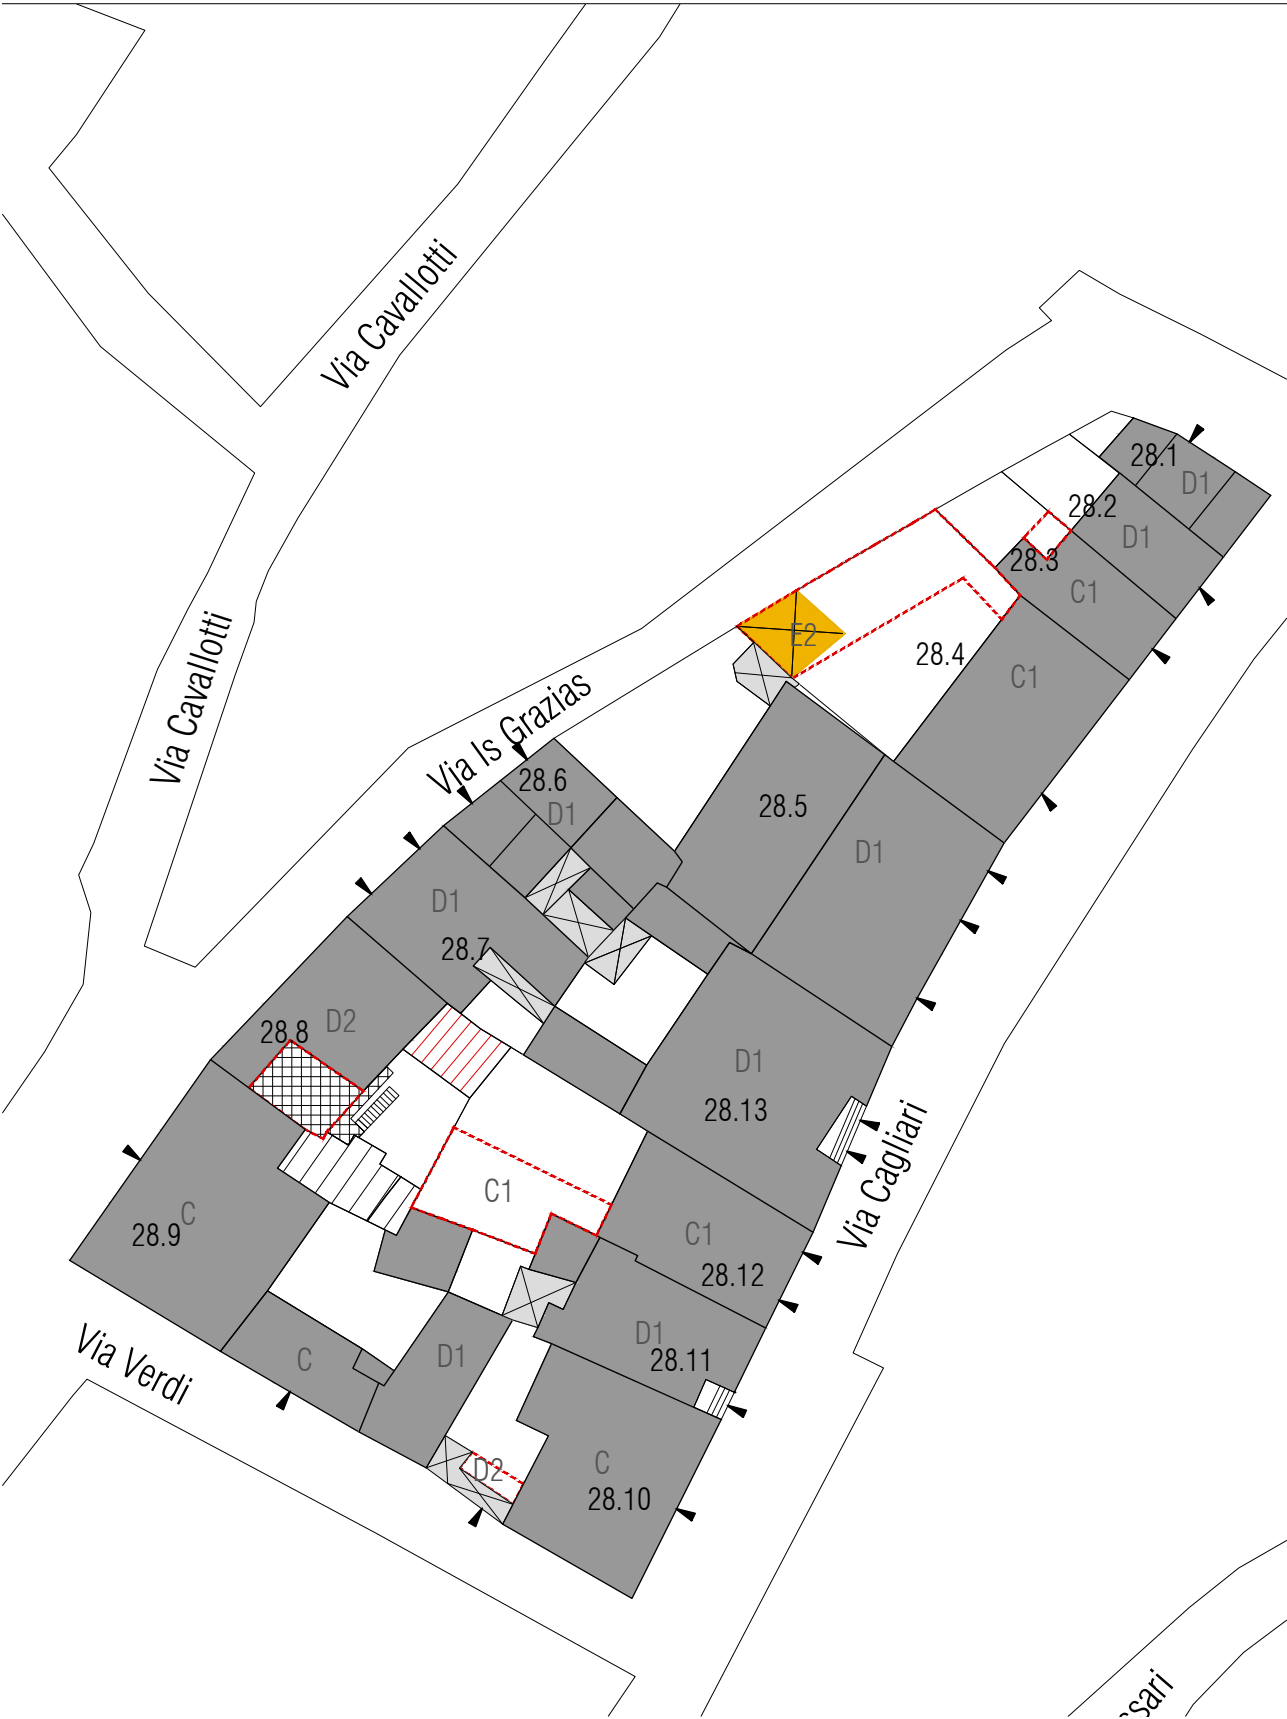 Via Cavallotti
28.1
D1
28.2
D1
28.3
C1
Via Cavallotti
E2
28.4
C1
Via Is Grazias
28.6
D1
28.5
D1
D1
28.7
28.8
D2
D1
28.13
Via Cagliari
C1
C
28.9
C1
28.12
Via Verdi
C
D1
D1
28.11
D2
C
28.10
ssari